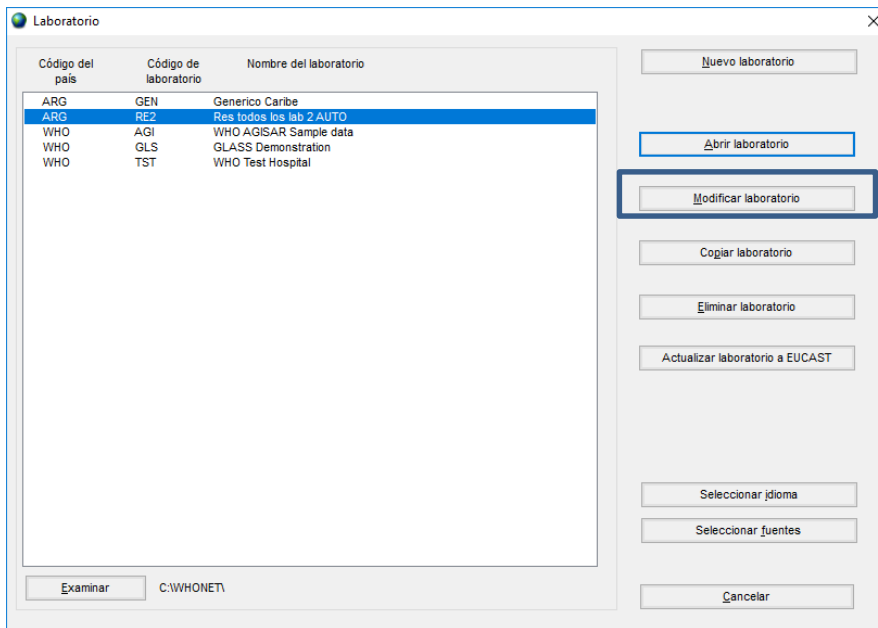 Laboratorio
Código del país
Código de laboratorio
Nombre del laboratorio
ARG GEN Generico Caribe
ARG RE2 Res todos los lab 2 AUTO
WHO AGI WHO AGISAR Sample data
WHO GLS GLASS Demonstration
WHO TST WHO Test Hospital
Examinar C:\WHONET\
Nuevo laboratorio
Abrir laboratorio
Modificar laboratorio
Copiar laboratorio
Eliminar laboratorio
Actualizar laboratorio a EUCAST
Seleccionar idioma
Seleccionar fuentes
Cancelar